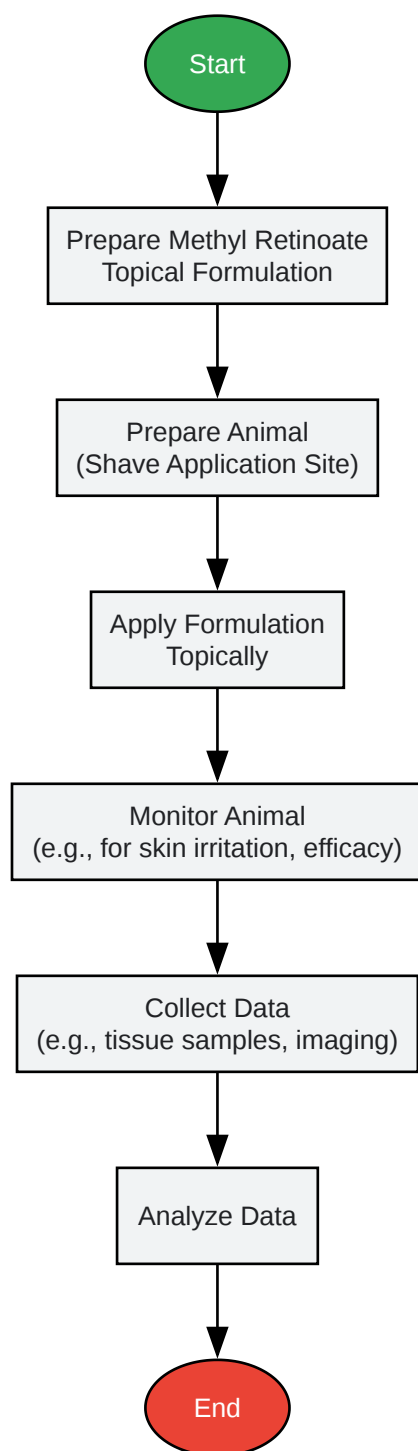 Start
Prepare Methyl Retinoate
Topical Formulation
Prepare Animal
(Shave Application Site)
Apply Formulation
Topically
Monitor Animal
(e.g., for skin irritation, efficacy)
Collect Data
(e.g., tissue samples, imaging)
Analyze Data
End